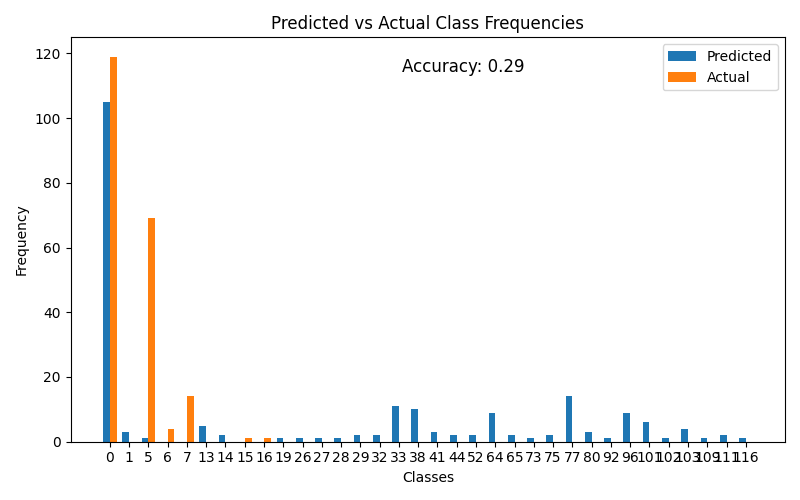 Predicted vs Actual Class Frequencies
Accuracy: 0.29
Predicted
Actual
Frequency
120
100
80
60
40
20
0
0 1 5 6 7 13 14 15 16 19 26 27 28 29 32 33 38 41 44 52 64 65 73 75 77 80 92 96 101 102 103 109 111 116
Classes